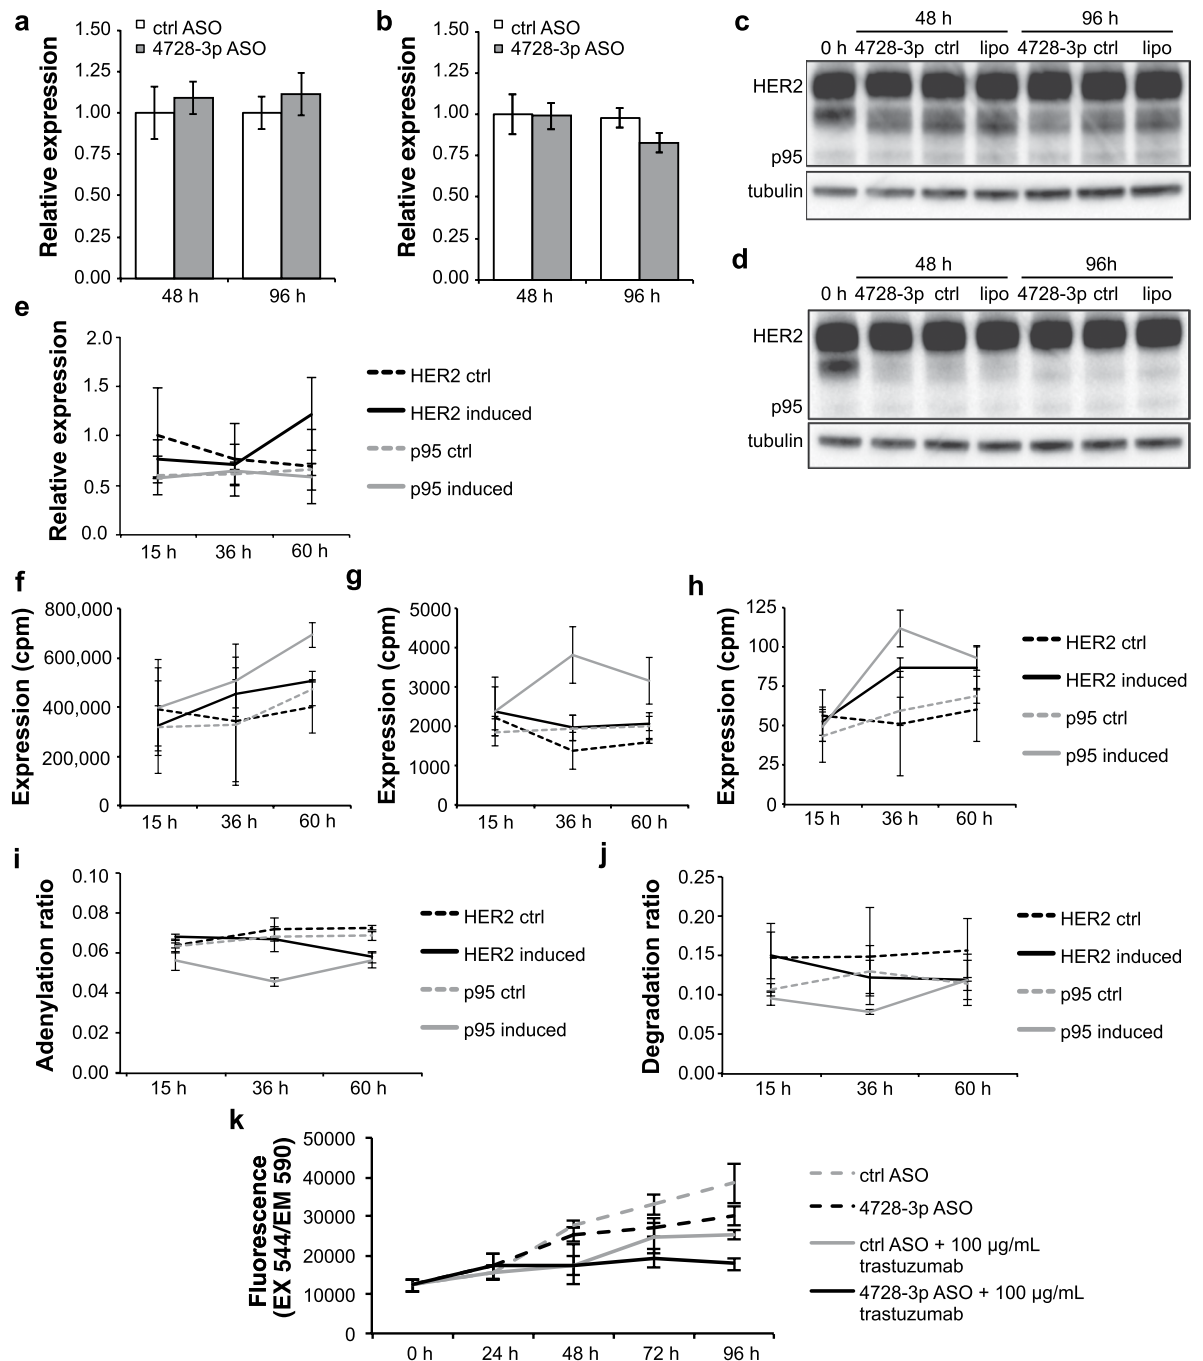 a
Relative expression
1.50
1.25
1.00
0.75
0.50
0.25
0.00
ctrl ASO
4728-3p ASO
48 h
96 h
b
Relative expression
1.50
1.25
1.00
0.75
0.50
0.25
0.00
ctrl ASO
4728-3p ASO
48 h
96 h
c
48 h
96 h
0 h
4728-3p
ctrl
lipo
4728-3p
ctrl
lipo
HER2
p95
tubulin
d
48 h
96h
0 h
4728-3p
ctrl
lipo
4728-3p
ctrl
lipo
HER2
p95
tubulin
e
Relative expression
2.0
1.5
1.0
0.5
0.0
15 h
36 h
60 h
HER2 ctrl
HER2 induced
p95 ctrl
p95 induced
f
Expression (cpm)
800,000
600,000
400,000
200,000
0
15 h
36 h
60 h
g
Expression (cpm)
5000
4000
3000
2000
1000
0
15 h
36 h
60 h
h
Expression (cpm)
125
100
75
50
25
0
15 h
36 h
60 h
HER2 ctrl
HER2 induced
p95 ctrl
p95 induced
i
Adenylation ratio
0.10
0.08
0.06
0.04
0.02
0.00
15 h
36 h
60 h
HER2 ctrl
HER2 induced
p95 ctrl
p95 induced
j
Degradation ratio
0.25
0.20
0.15
0.10
0.05
0.00
15 h
36 h
60 h
HER2 ctrl
HER2 induced
p95 ctrl
p95 induced
k
Fluorescence
(EX 544/EM 590)
50000
40000
30000
20000
10000
0
0 h
24 h
48 h
72 h
96 h
ctrl ASO
4728-3p ASO
ctrl ASO + 100 µg/mL
trastuzumab
4728-3p ASO + 100 µg/mL
trastuzumab